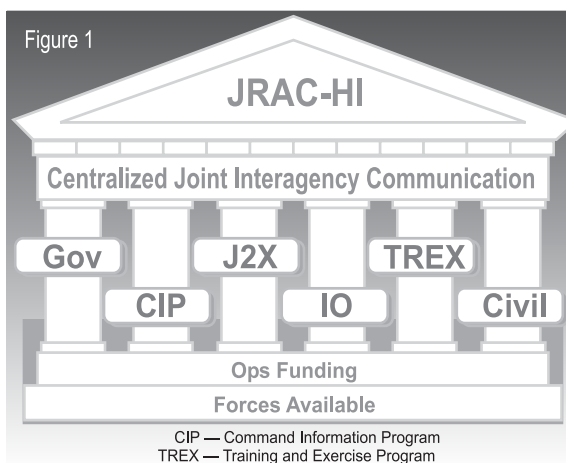 Figure 1
JRAC-HI
Centralized Joint Interagency Communication
Gov
J2X
TREX
CIP
IO
Civil
Ops Funding
Forces Available
CIP — Command Information Program
TREX — Training and Exercise Program